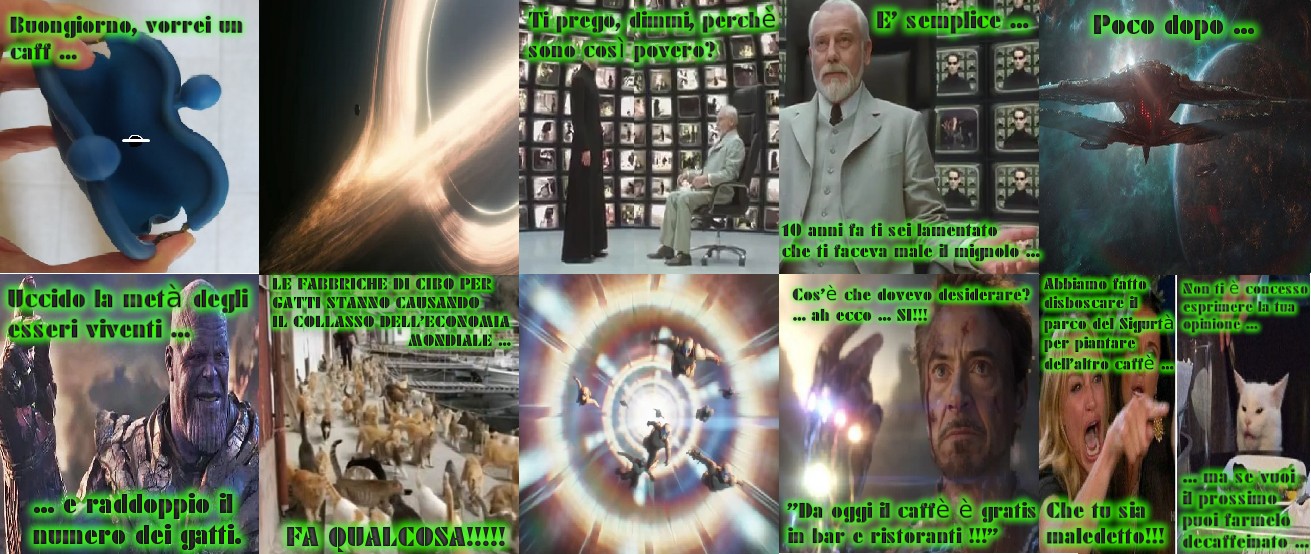 Buongiorno, vorrei un
caff ...
Ti prego, dimmi, perchè
sono così povero?
E' semplice ...
10 anni fa ti sei lamentato
che ti faceva male il mignolo ...
Poco dopo ...
Uccido la metà degli
esseri viventi ...
... e raddoppio il
numero dei gatti.
LE FABBRICHE DI CIBO PER
GATTI STANNO CAUSANDO
IL COLLASSO DELL'ECONOMIA
MONDIALE ...
FA QUALCOSA!!!!!
Cos'è che dovevo desiderare?
... ah ecco ... SI!!!
"Da oggi il caffè è gratis
in bar e ristoranti !!!"
Abbiamo fatto
disboscare il
parco del Sigurtà
per piantare
dell'altro caffè ...
Che tu sia
maledetto!!!
Non ti è concesso
esprimere la tua
opinione ...
... ma se vuoi
il prossimo
puoi farmelo
decaffeinato ...